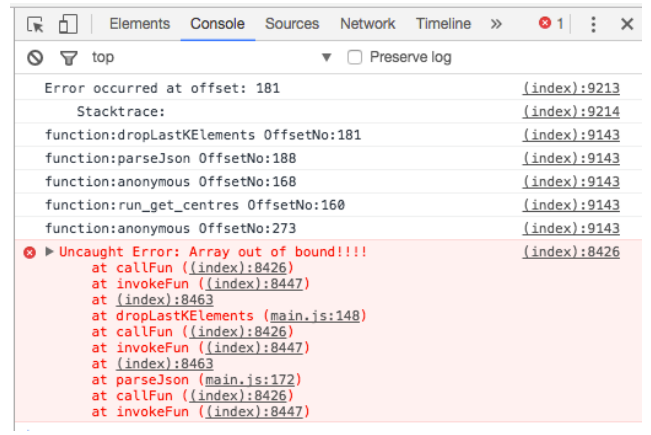 Elements Console Sources Network Timeline » 1
top Preserve log
Error occurred at offset: 181 (index):9213
Stacktrace: (index):9214
function:dropLastKElements OffsetNo:181 (index):9143
function:parseJson OffsetNo:188 (index):9143
function:anonymous OffsetNo:168 (index):9143
function:run_get_centres OffsetNo:160 (index):9143
function:anonymous OffsetNo:273 (index):9143
Uncaught Error: Array out of bound!!!! (index):8426
at callFun ((index):8426)
at invokeFun ((index):8447)
at (index):8463
at dropLastKElements (main.js:148)
at callFun ((index):8426)
at invokeFun ((index):8447)
at (index):8463
at parseJson (main.js:172)
at callFun ((index):8426)
at invokeFun ((index):8447)